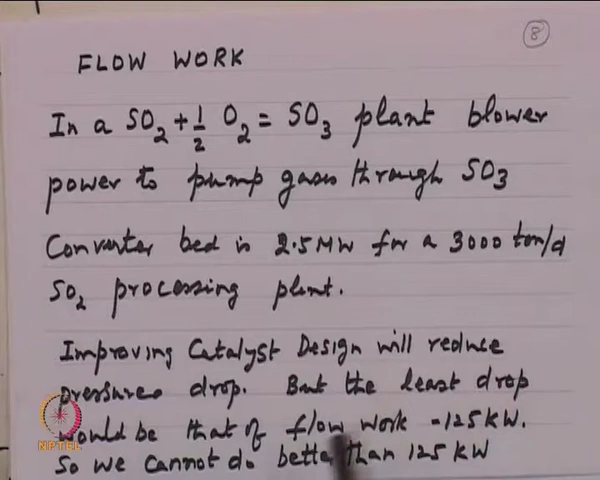 8
FLOW WORK
In a SO2 + 1/2 O2 = SO3 plant blower
power to pump gases through SO3
Converter bed is 2.5 MW for a 3000 ton/d
SO2 processing plant.
Improving Catalyst Design will reduce
pressures drop. But the least drop
would be that of flow work - 125 kW.
So we cannot do better than 125 kW
NPTEL